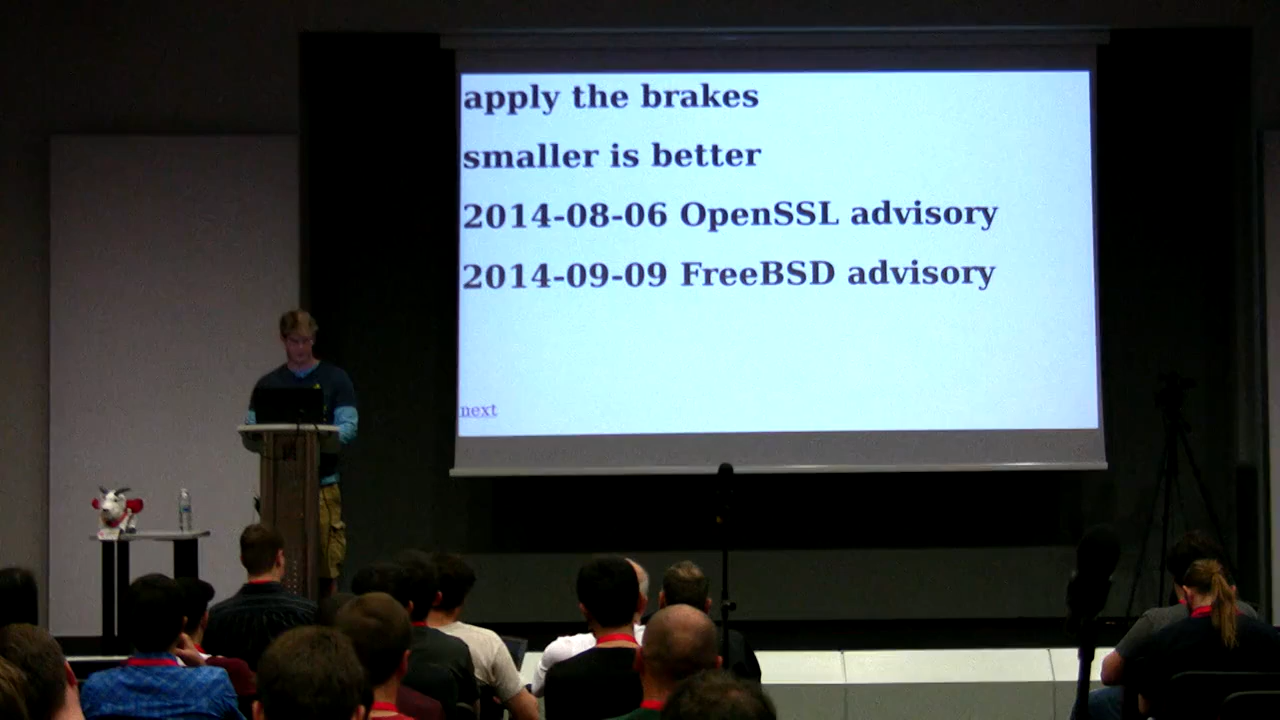 apply the brakes
smaller is better
2014-08-06 OpenSSL advisory
2014-09-09 FreeBSD advisory
next